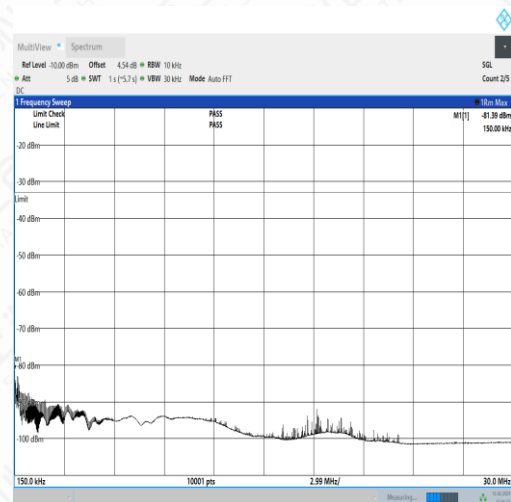 MultiView Spectrum
Ref Level -10.00 dBm Offset 4.54 dB RBW 10 kHz SGL
Att 5 dB SWT 1 s (~5.7 s) VBW 30 kHz Mode Auto FFT Count 2/5
DC
1 Frequency Sweep 1Rm Max
Limit Check PASS M1[1] -81.39 dBm
Line Limit PASS 150.00 kHz
-20 dBm
-30 dBm
Limit
-40 dBm
-50 dBm
-60 dBm
-70 dBm
M1
-80 dBm
-100 dBm
150.0 kHz 10001 pts 2.99 MHz/ 30.0 MHz
Measuring...